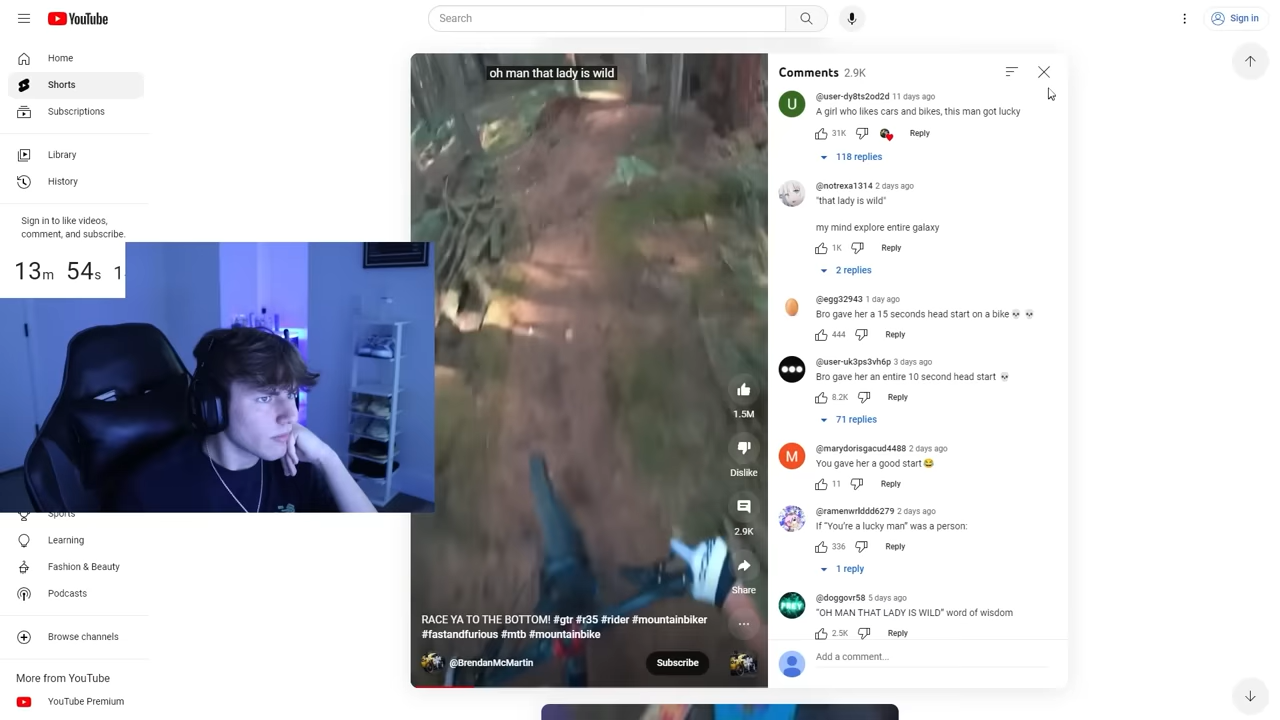 YouTube
Search
Sign in
Home
Shorts
Subscriptions
Library
History
Sign in to like videos,
comment, and subscribe.
13m 54s 1
Sports
Learning
Fashion & Beauty
Podcasts
Browse channels
More from YouTube
YouTube Premium
oh man that lady is wild
1.5M
Dislike
2.9K
Share
RACE YA TO THE BOTTOM! #gtr #r35 #rider #mountainbiker
#fastandfurious #mtb #mountainbike
@BrendanMcMartin
Subscribe
Comments 2.9K
U
@user-dy8ts2od2d 11 days ago
A girl who likes cars and bikes, this man got lucky
31K Reply
118 replies
@notrexa1314 2 days ago
"that lady is wild"
my mind explore entire galaxy
1K Reply
2 replies
@egg32943 1 day ago
Bro gave her a 15 seconds head start on a bike💀 💀
444 Reply
@user-uk3ps3vh6p 3 days ago
Bro gave her an entire 10 second head start 💀
8.2K Reply
71 replies
M
@marydorisgacud4488 2 days ago
You gave her a good start😂
11 Reply
@ramenwrlddd6279 2 days ago
If “You’re a lucky man” was a person:
336 Reply
1 reply
PREY
@doggovr58 5 days ago
“OH MAN THAT LADY IS WILD” word of wisdom
2.5K Reply
Add a comment...